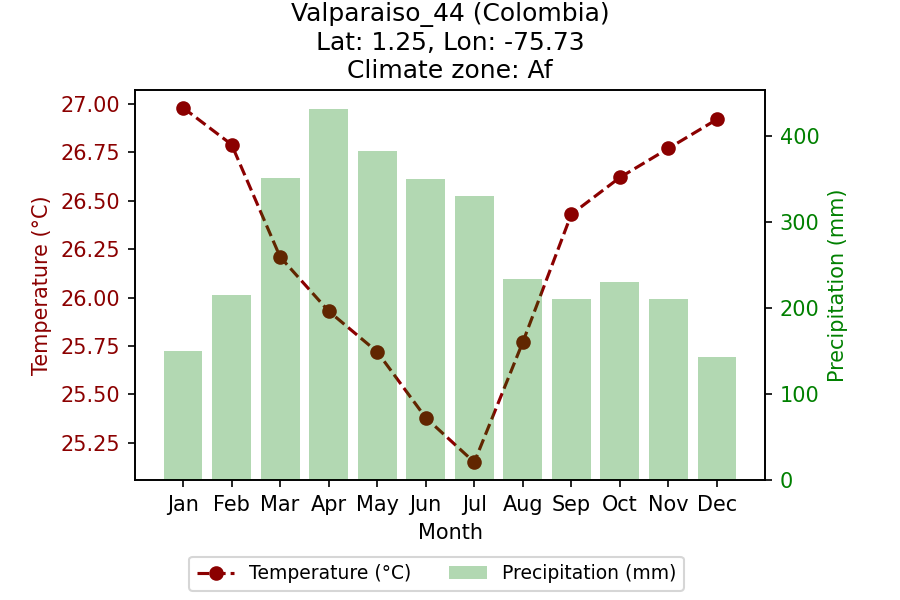 Valparaiso_44 (Colombia)
Lat: 1.25, Lon: -75.73
Climate zone: Af
27.00
26.75
26.50
26.25
26.00
25.75
25.50
25.25
Temperature (°C)
400
300
200
100
0
Precipitation (mm)
Jan Feb Mar Apr May Jun Jul Aug Sep Oct Nov Dec
Month
Temperature (°C) Precipitation (mm)